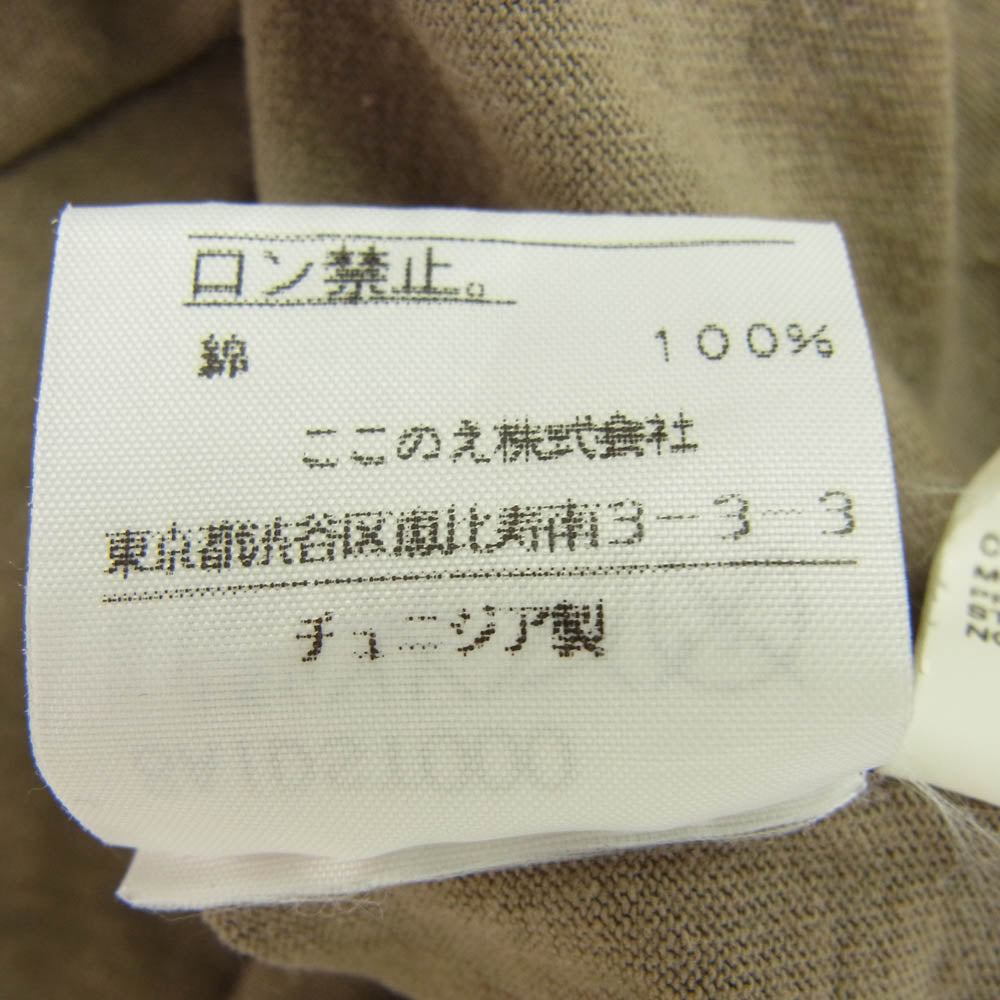 ロン禁止。
綿 100%
ここのえ株式会社
東京都渋谷区恵比寿南3-3-3
チュニジア製